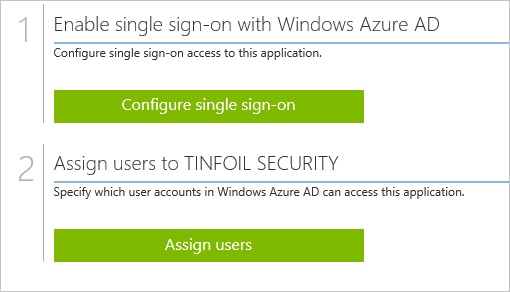 1 Enable single sign-on with Windows Azure AD
Configure single sign-on access to this application.
Configure single sign-on
2 Assign users to TINFOIL SECURITY
Specify which user accounts in Windows Azure AD can access this application.
Assign users